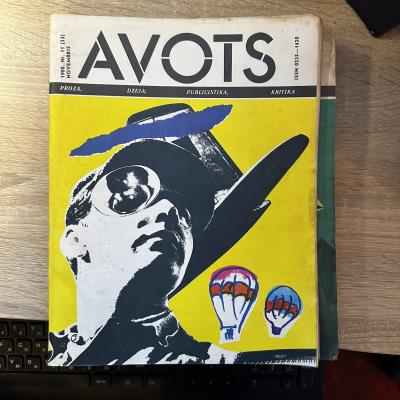 1988. Nr. 11 (23)
NOVEMBRIS
AVOTS
ISSN 0235—1420
PROZA, DZEJA, PUBLICISTIKA, KRITIKA